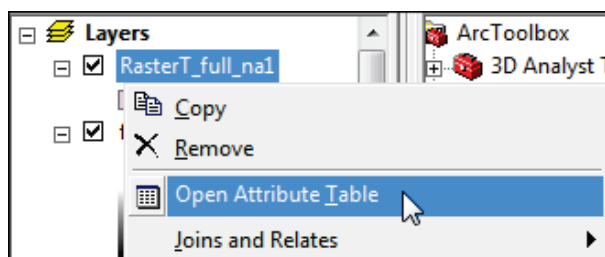 Layers
RasterT_full_na1
Copy
Remove
Open Attribute Table
Joins and Relates
ArcToolbox
3D Analyst